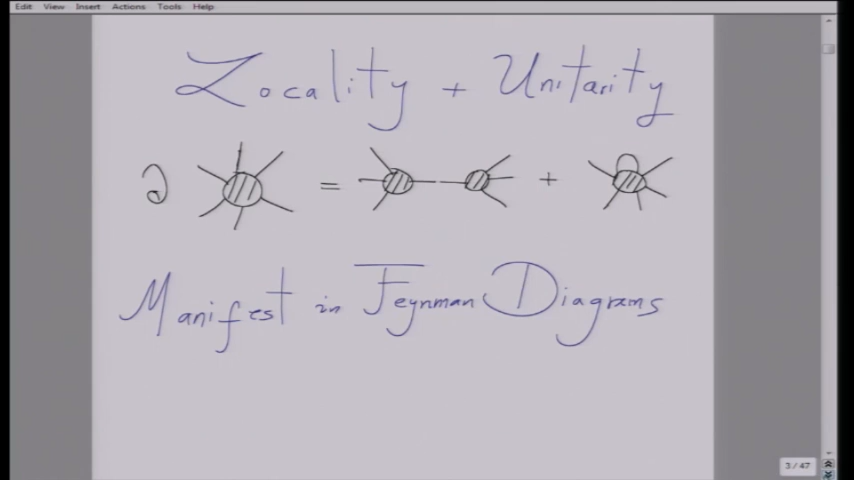 Edit View Insert Actions Tools Help
Locality + Unitarity
∂ = +
Manifest in Feynman Diagrams
3 / 47